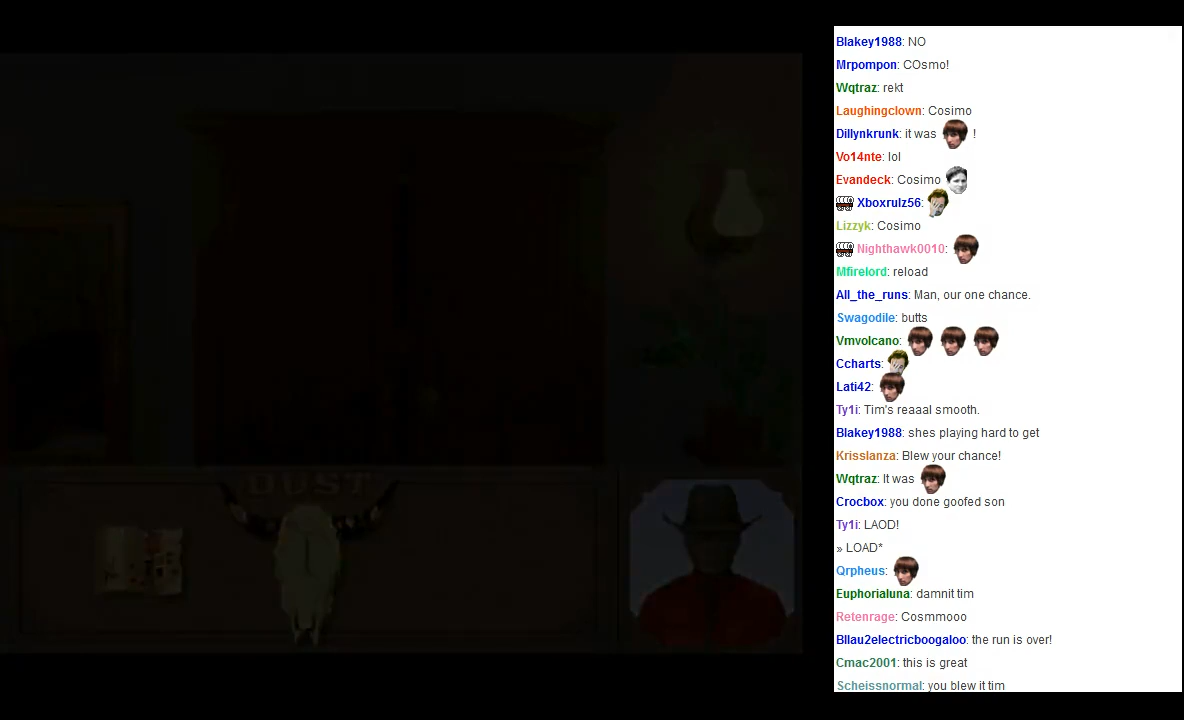 Blakey1988: NO
Mrpompon: COsmo!
Wqtraz: rekt
Laughingclown: Cosimo
Dillynkrunk: it was !
Vo14nte: lol
Evandeck: Cosimo
Xboxrulz56:
Lizzyk: Cosimo
Nighthawk0010:
Mfirelord: reload
All_the_runs: Man, our one chance.
Swagodile: butts
Vmvolcano:
Ccharts:
Lati42:
Ty1i: Tim's reaaal smooth.
Blakey1988: shes playing hard to get
Krisslanza: Blew your chance!
Wqtraz: It was
Crocbox: you done goofed son
Ty1i: LAOD!
» LOAD*
Qrpheus:
Euphorialuna: damnit tim
Retenrage: Cosmmooo
Bllau2electricboogaloo: the run is over!
Cmac2001: this is great
Scheissnormal: you blew it tim
DUST